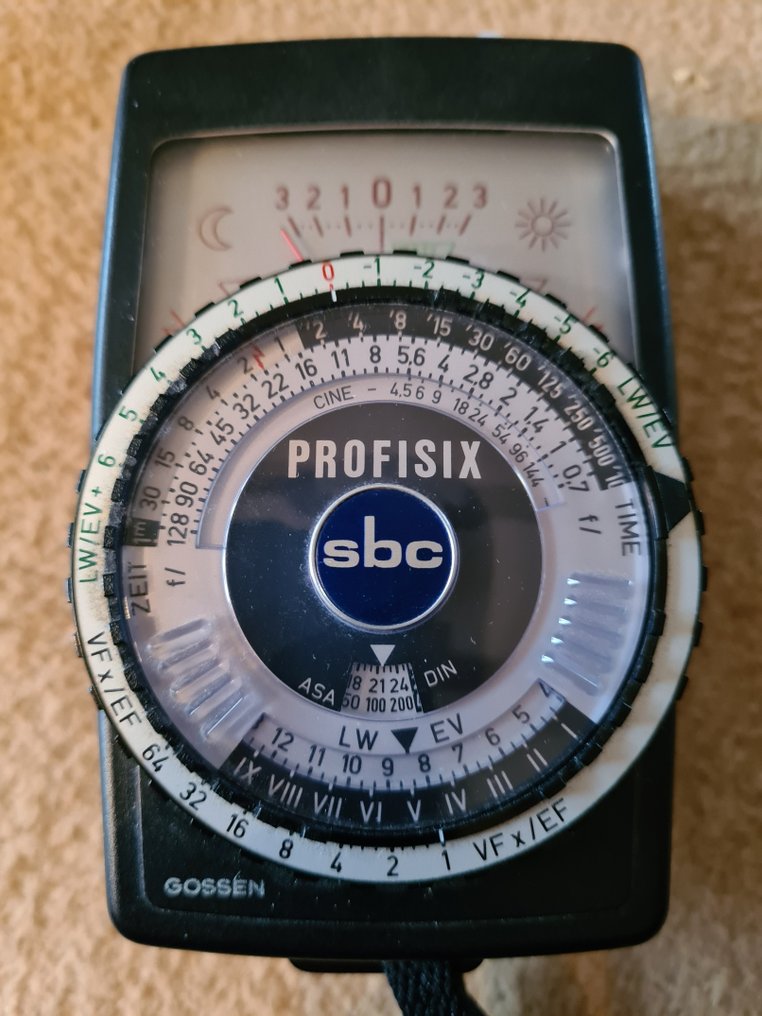 3 2 1 0 1 2 3
LW/EV+ 6 5 4 3 2 1 0 -1 -2 -3 -4 -5 -6 LW/EV
ZEIT 1m 30 15 8 4 2 1 '2 '4 '8 '15 '30 '60 '125 250 500 TIME
f/ 128 90 64 45 32 22 16 11 8 5.6 4 2.8 2 1.4 1 0.7 f/
CINE - 4,5 6 9 18 24 54 96 144 -
PROFISIX
sbc
ASA DIN
18 21 24
50 100 200
LW EV
12 11 10 9 8 7 6 5 4
IX VIII VII VI V IV III II I
VFx/EF 64 32 16 8 4 2 1 VFx/EF
GOSSEN